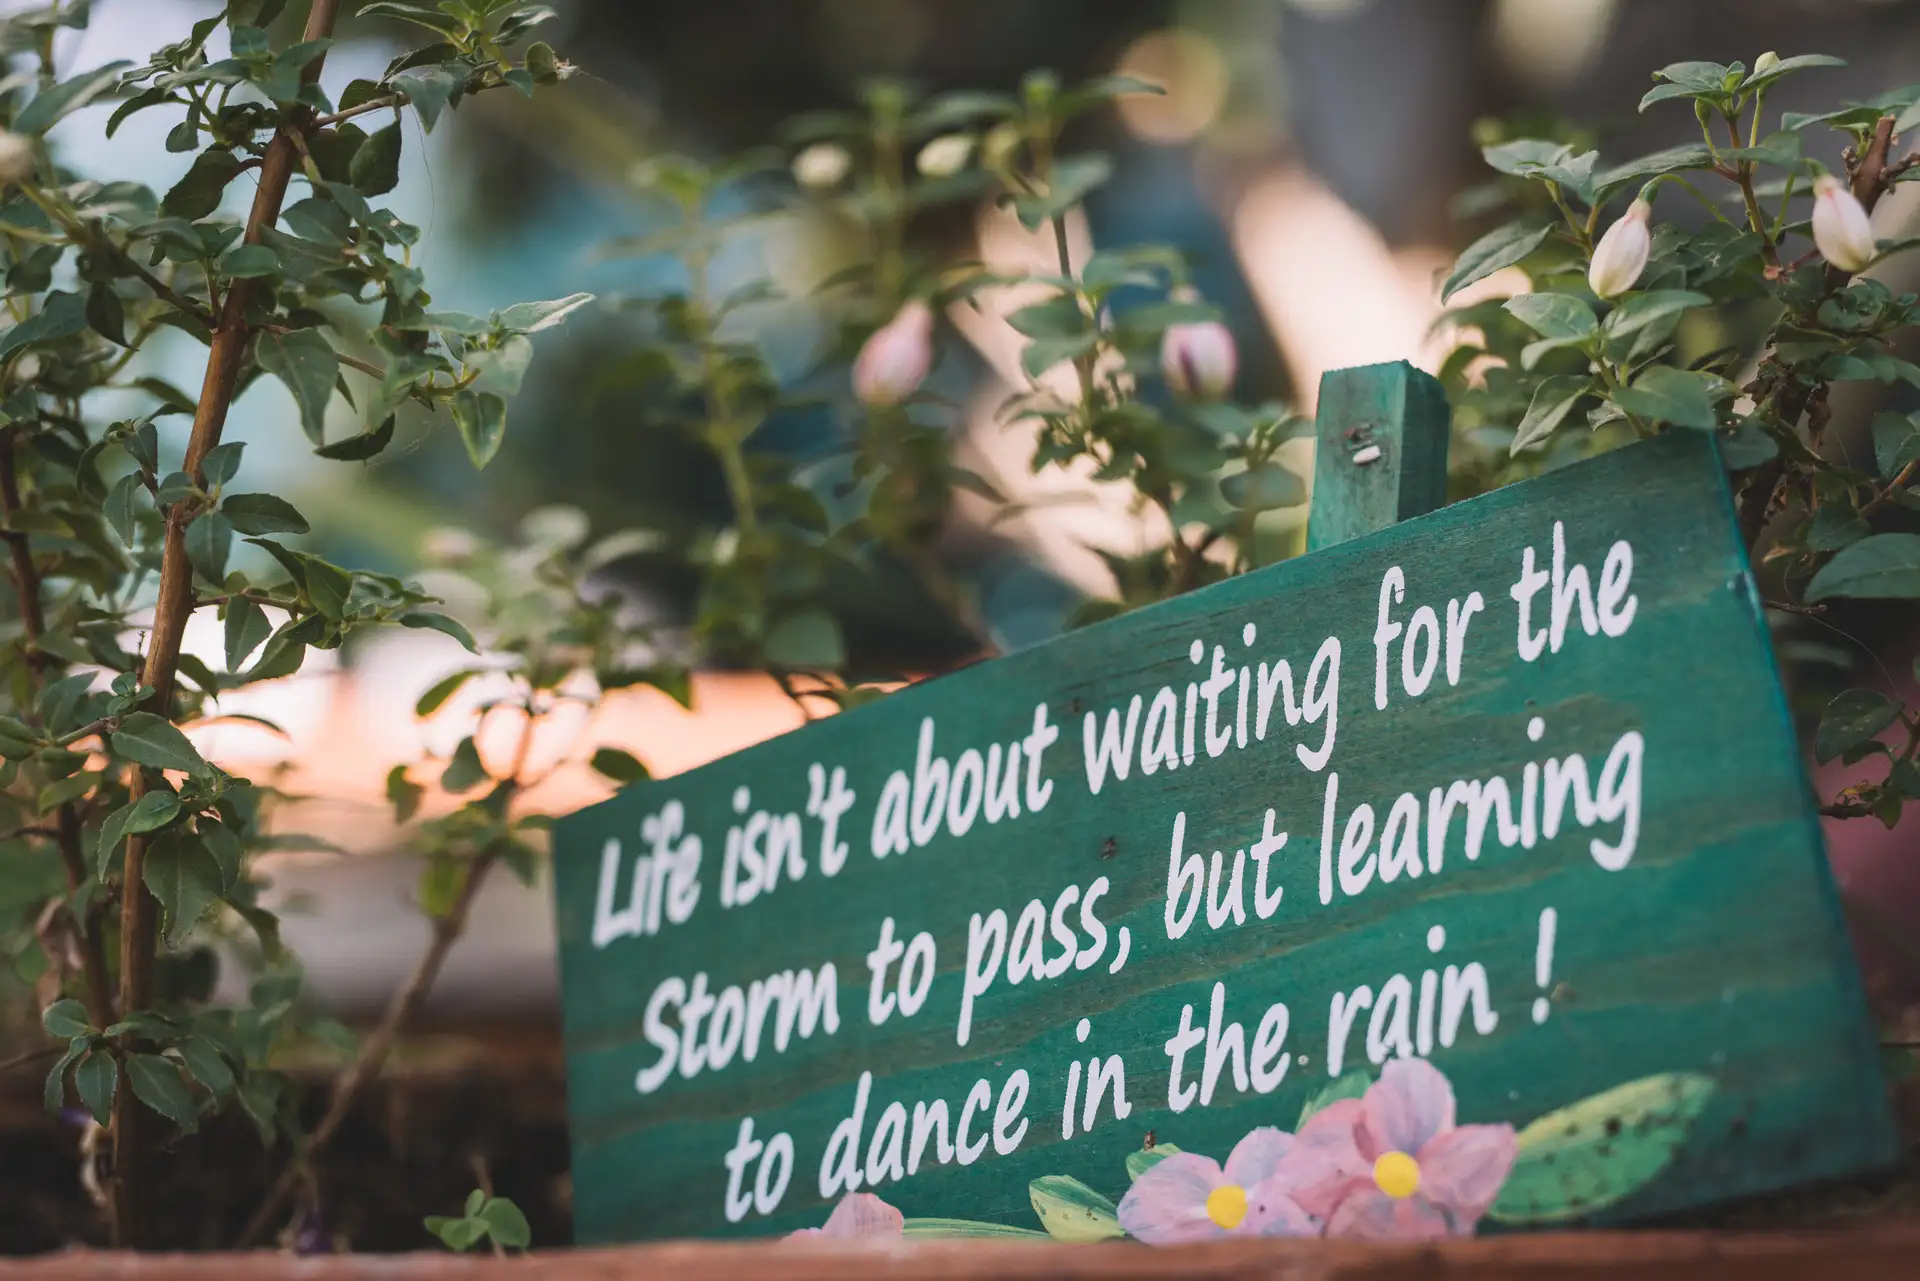 Life isn't about waiting for the
Storm to pass, but learning
to dance in the rain !